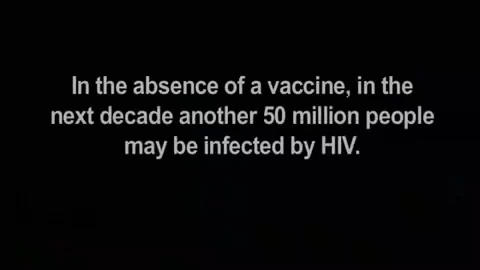 In the absence of a vaccine, in the
next decade another 50 million people
may be infected by HIV.